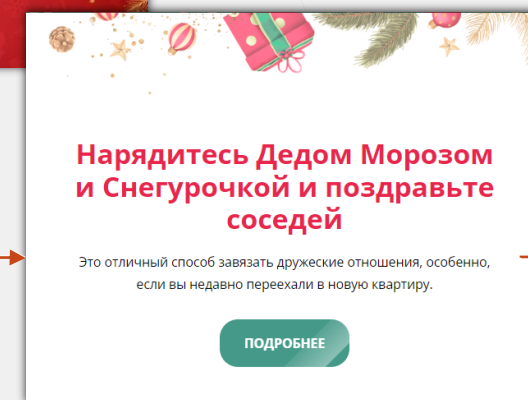 Нарядитесь Дедом Морозом
и Снегурочкой и поздравьте
соседей
Это отличный способ завязать дружеские отношения, особенно,
если вы недавно переехали в новую квартиру.
ПОДРОБНЕЕ